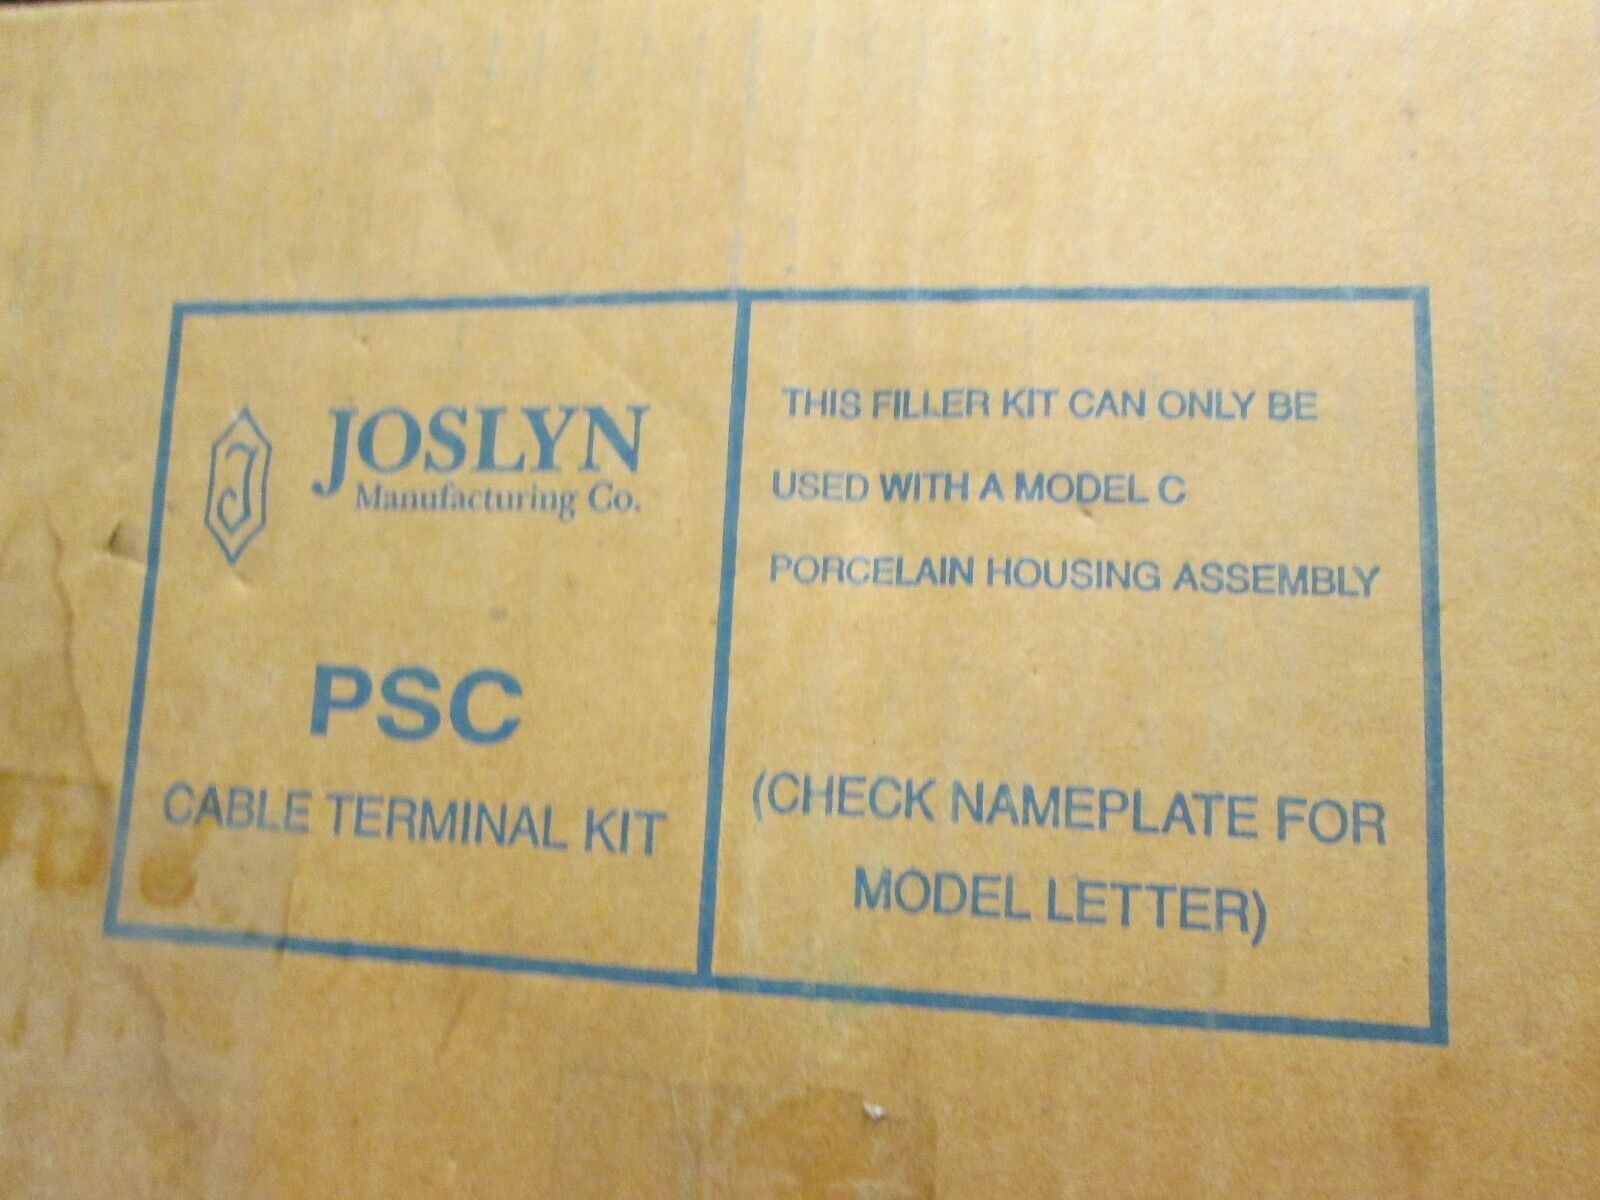 J
JOSLYN
Manufacturing Co.
PSC
CABLE TERMINAL KIT
THIS FILLER KIT CAN ONLY BE
USED WITH A MODEL C
PORCELAIN HOUSING ASSEMBLY
(CHECK NAMEPLATE FOR
MODEL LETTER)